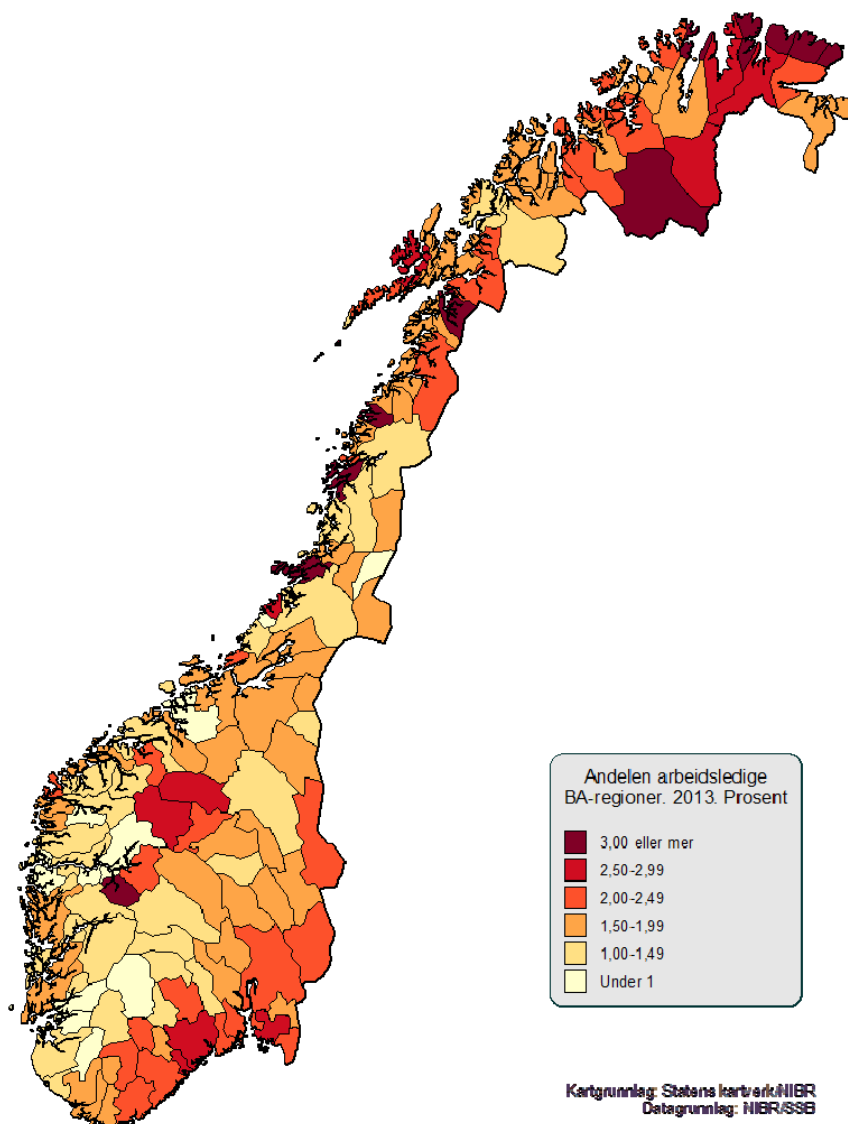 Andelen arbeidsledige
BA-regioner. 2013. Prosent
3,00 eller mer
2,50-2,99
2,00-2,49
1,50-1,99
1,00-1,49
Under 1
Kartgrunnlag: Statens kartverk/NIBR
Datagrunnlag: NIBR/SSB